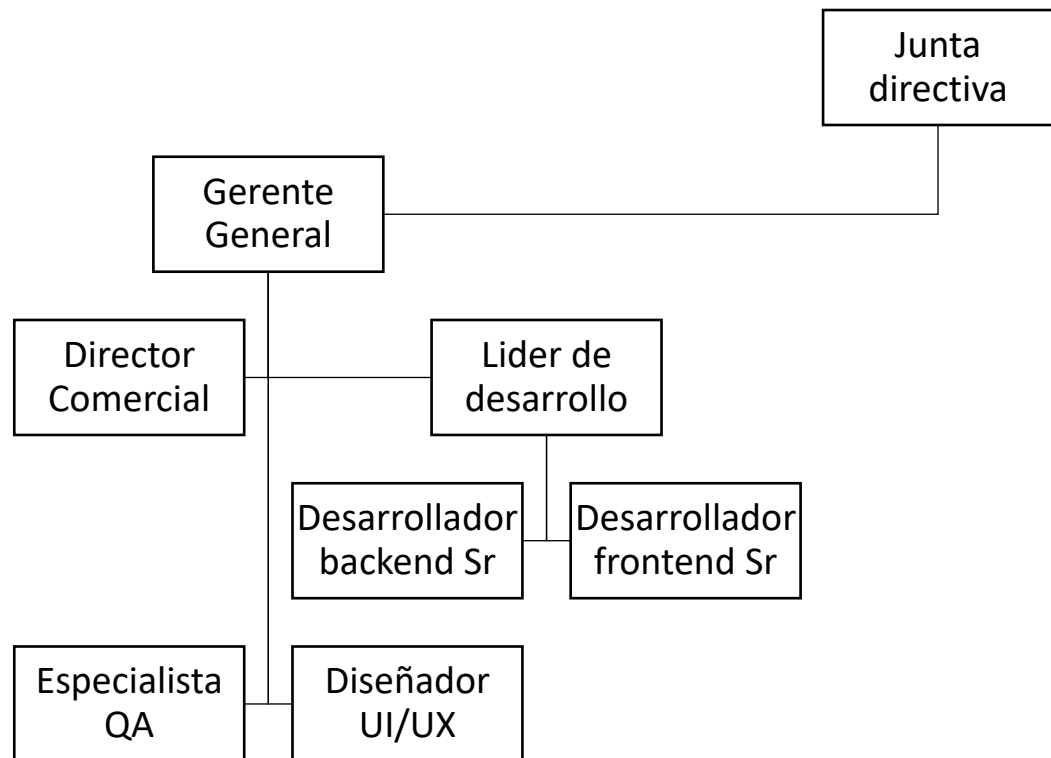 Junta
directiva
Gerente
General
Director
Comercial
Lider de
desarrollo
Desarrollador
backend Sr
Desarrollador
frontend Sr
Especialista
QA
Diseñador
UI/UX